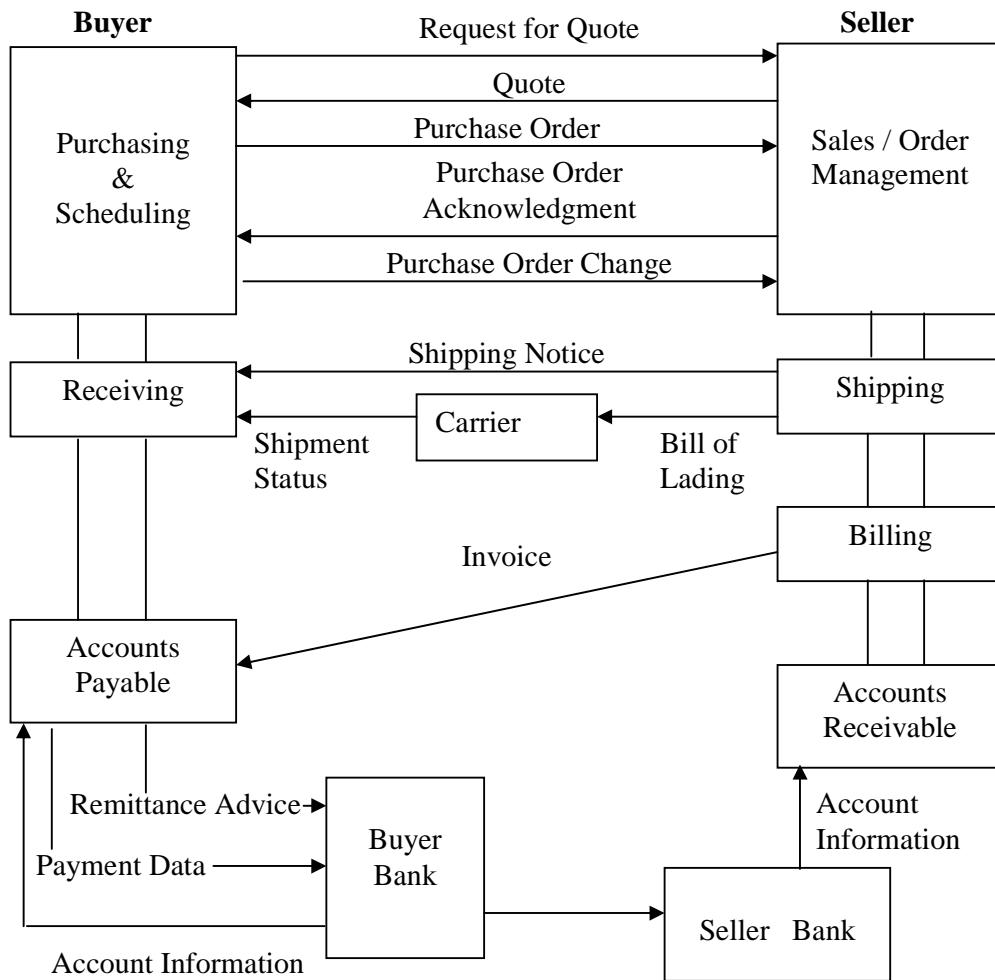 Buyer
Request for Quote
Seller
Quote
Purchase Order
Purchasing
&
Scheduling
Sales / Order
Management
Purchase Order
Acknowledgment
Purchase Order Change
Shipping Notice
Receiving
Shipping
Carrier
Shipment
Status
Bill of
Lading
Billing
Invoice
Accounts
Payable
Accounts
Receivable
Remittance Advice
Account
Information
Buyer
Bank
Payment Data
Seller Bank
Account Information